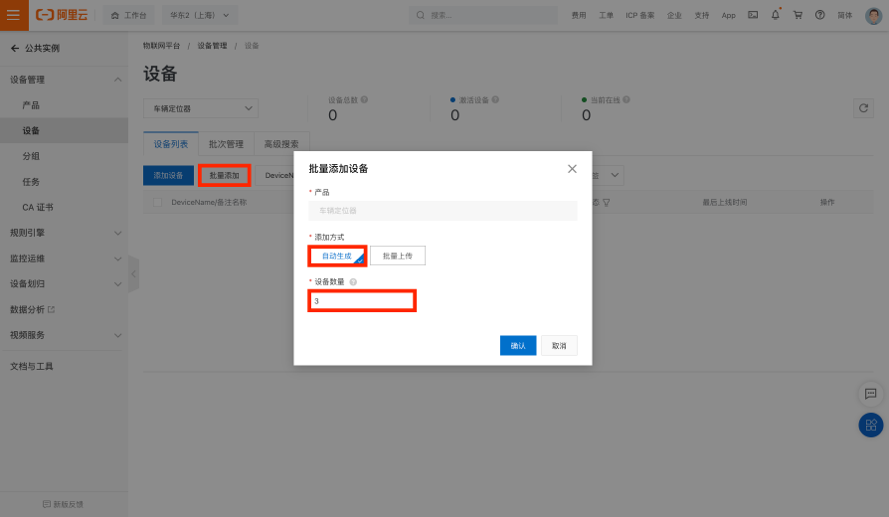 阿里云 工作台 华东2（上海） 搜索... 费用 工单 ICP 备案 企业 支持 App 简体
公共实例
物联网平台 / 设备管理 / 设备
设备管理
产品
设备
分组
任务
CA 证书
规则引擎
监控运维
设备划归
数据分析
视频服务
文档与工具
新版反馈
设备
车辆定位器
设备总数
0
激活设备
0
当前在线
0
设备列表 批次管理 高级搜索
添加设备 批量添加 DeviceN
DeviceName/备注名称 态 最后上线时间 操作
批量添加设备
* 产品
车辆定位器
* 添加方式
自动生成 批量上传
* 设备数量
3
确认 取消